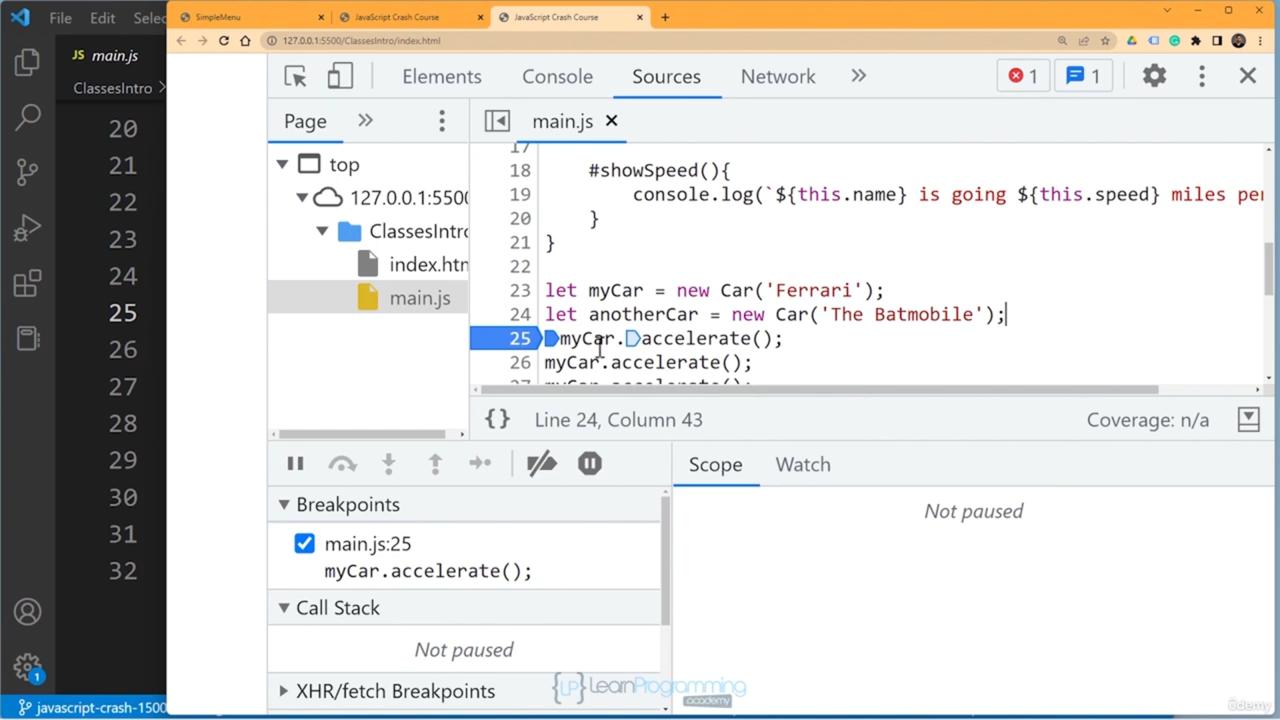 File Edit Selec
SimpleMenu
JavaScript Crash Course
JavaScript Crash Course
127.0.0.1:5500/ClassesIntro/index.html
JS main.js
ClassesIntro >
20
21
22
23
24
25
26
27
28
29
30
31
32
1
javascript-crash-1500
Elements Console Sources Network » 1 1
Page »
main.js
top
127.0.0.1:5500
ClassesIntro
index.htm
main.js
17
18 #showSpeed(){
19 console.log(`${this.name} is going ${this.speed} miles per
20 }
21 }
22
23 let myCar = new Car('Ferrari');
24 let anotherCar = new Car('The Batmobile');
25 myCar.accelerate();
26 myCar.accelerate();
27 myCar.accelerate();
{} Line 24, Column 43 Coverage: n/a
Breakpoints
main.js:25
myCar.accelerate();
Call Stack
Not paused
XHR/fetch Breakpoints
Scope Watch
Not paused
{LP} LearnProgramming
academy
ûdemy